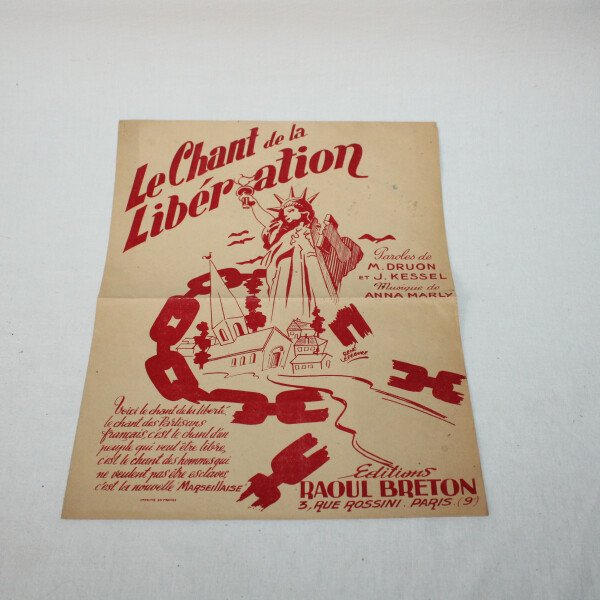 Le Chant de la
Libération
Paroles de
M. DRUON
ET J. KESSEL
Musique de
ANNA MARLY
Voici le chant de la liberté,
le chant des Partisans
français, c'est le chant d'un
peuple qui veut être libre,
c'est le chant des hommes qui
ne veulent pas être esclaves,
c'est la nouvelle MARSEILLAISE
Editions
RAOUL BRETON
3, RUE ROSSINI. PARIS. (9e)